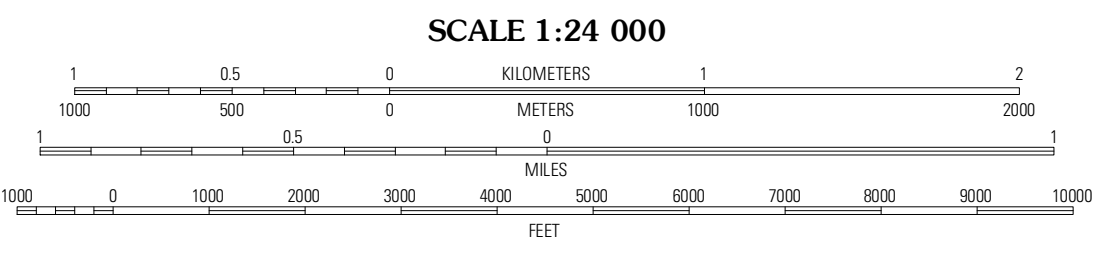 SCALE 1:24 000
1 0.5 0 KILOMETERS 1 2
1000 500 0 METERS 1000 2000
1 0.5 0 1
MILES
1000 0 1000 2000 3000 4000 5000 6000 7000 8000 9000 10000
FEET